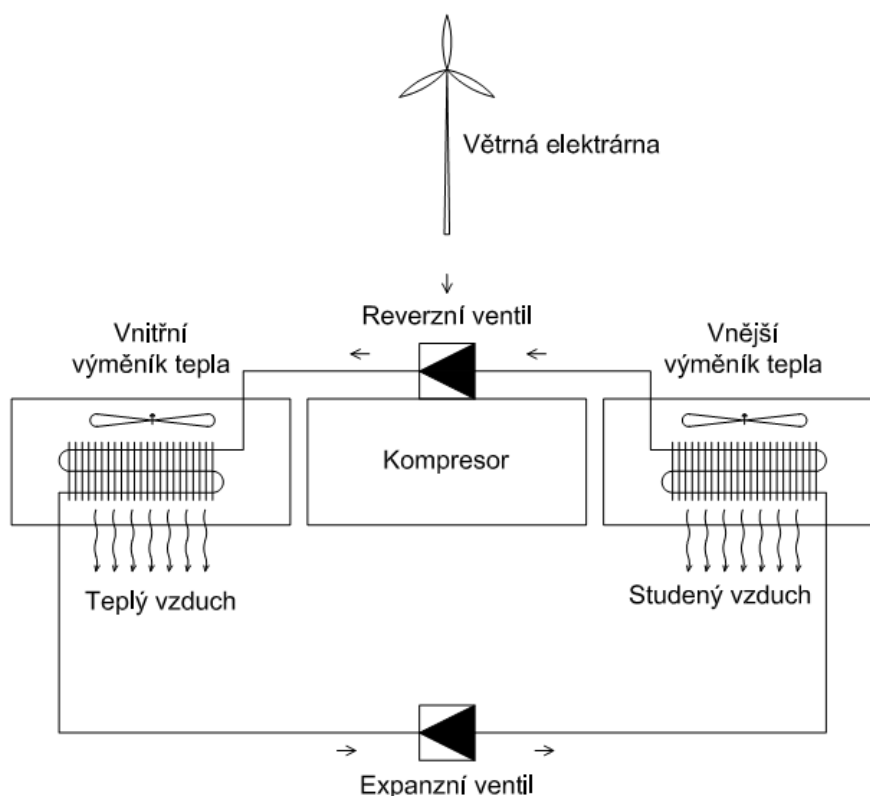 Větrná elektrárna
Reverzní ventil
Vnitřní
výměník tepla
Vnější
výměník tepla
Kompresor
Teplý vzduch
Studený vzduch
Expanzní ventil